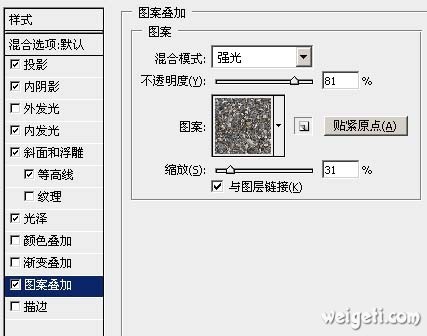 样式
混合选项:默认
投影
内阴影
外发光
内发光
斜面和浮雕
等高线
纹理
光泽
颜色叠加
渐变叠加
图案叠加
描边
图案叠加
图案
混合模式: 强光
不透明度(Y): 81 %
图案: 贴紧原点(A)
缩放(S): 31 %
与图层链接(K)
weigeti.com